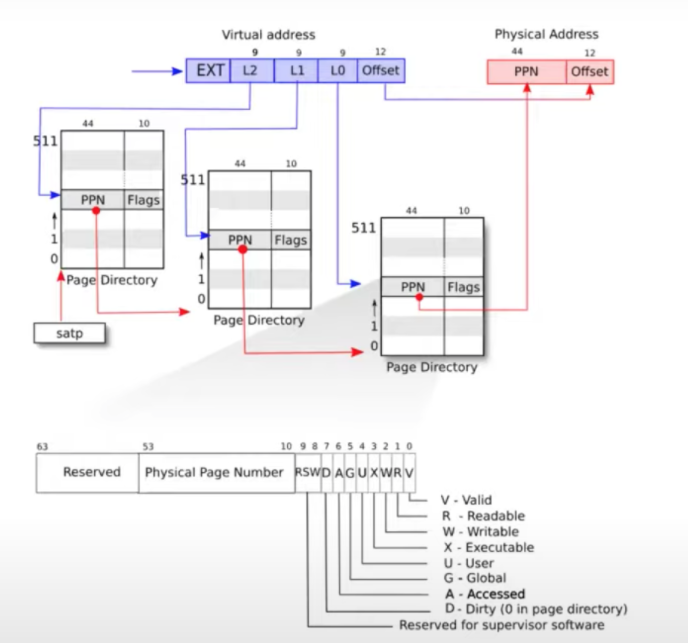 Virtual address
Physical Address
9 9 9 12
44 12
EXT L2 L1 L0 Offset
PPN Offset
44 10
511
PPN Flags
1
0
Page Directory
satp
44 10
511
PPN Flags
1
0
Page Directory
44 10
511
PPN Flags
1
0
Page Directory
63 53 10 9 8 7 6 5 4 3 2 1 0
Reserved Physical Page Number RSW D A G U X W R V
V - Valid
R - Readable
W - Writable
X - Executable
U - User
G - Global
A - Accessed
D - Dirty (0 in page directory)
Reserved for supervisor software